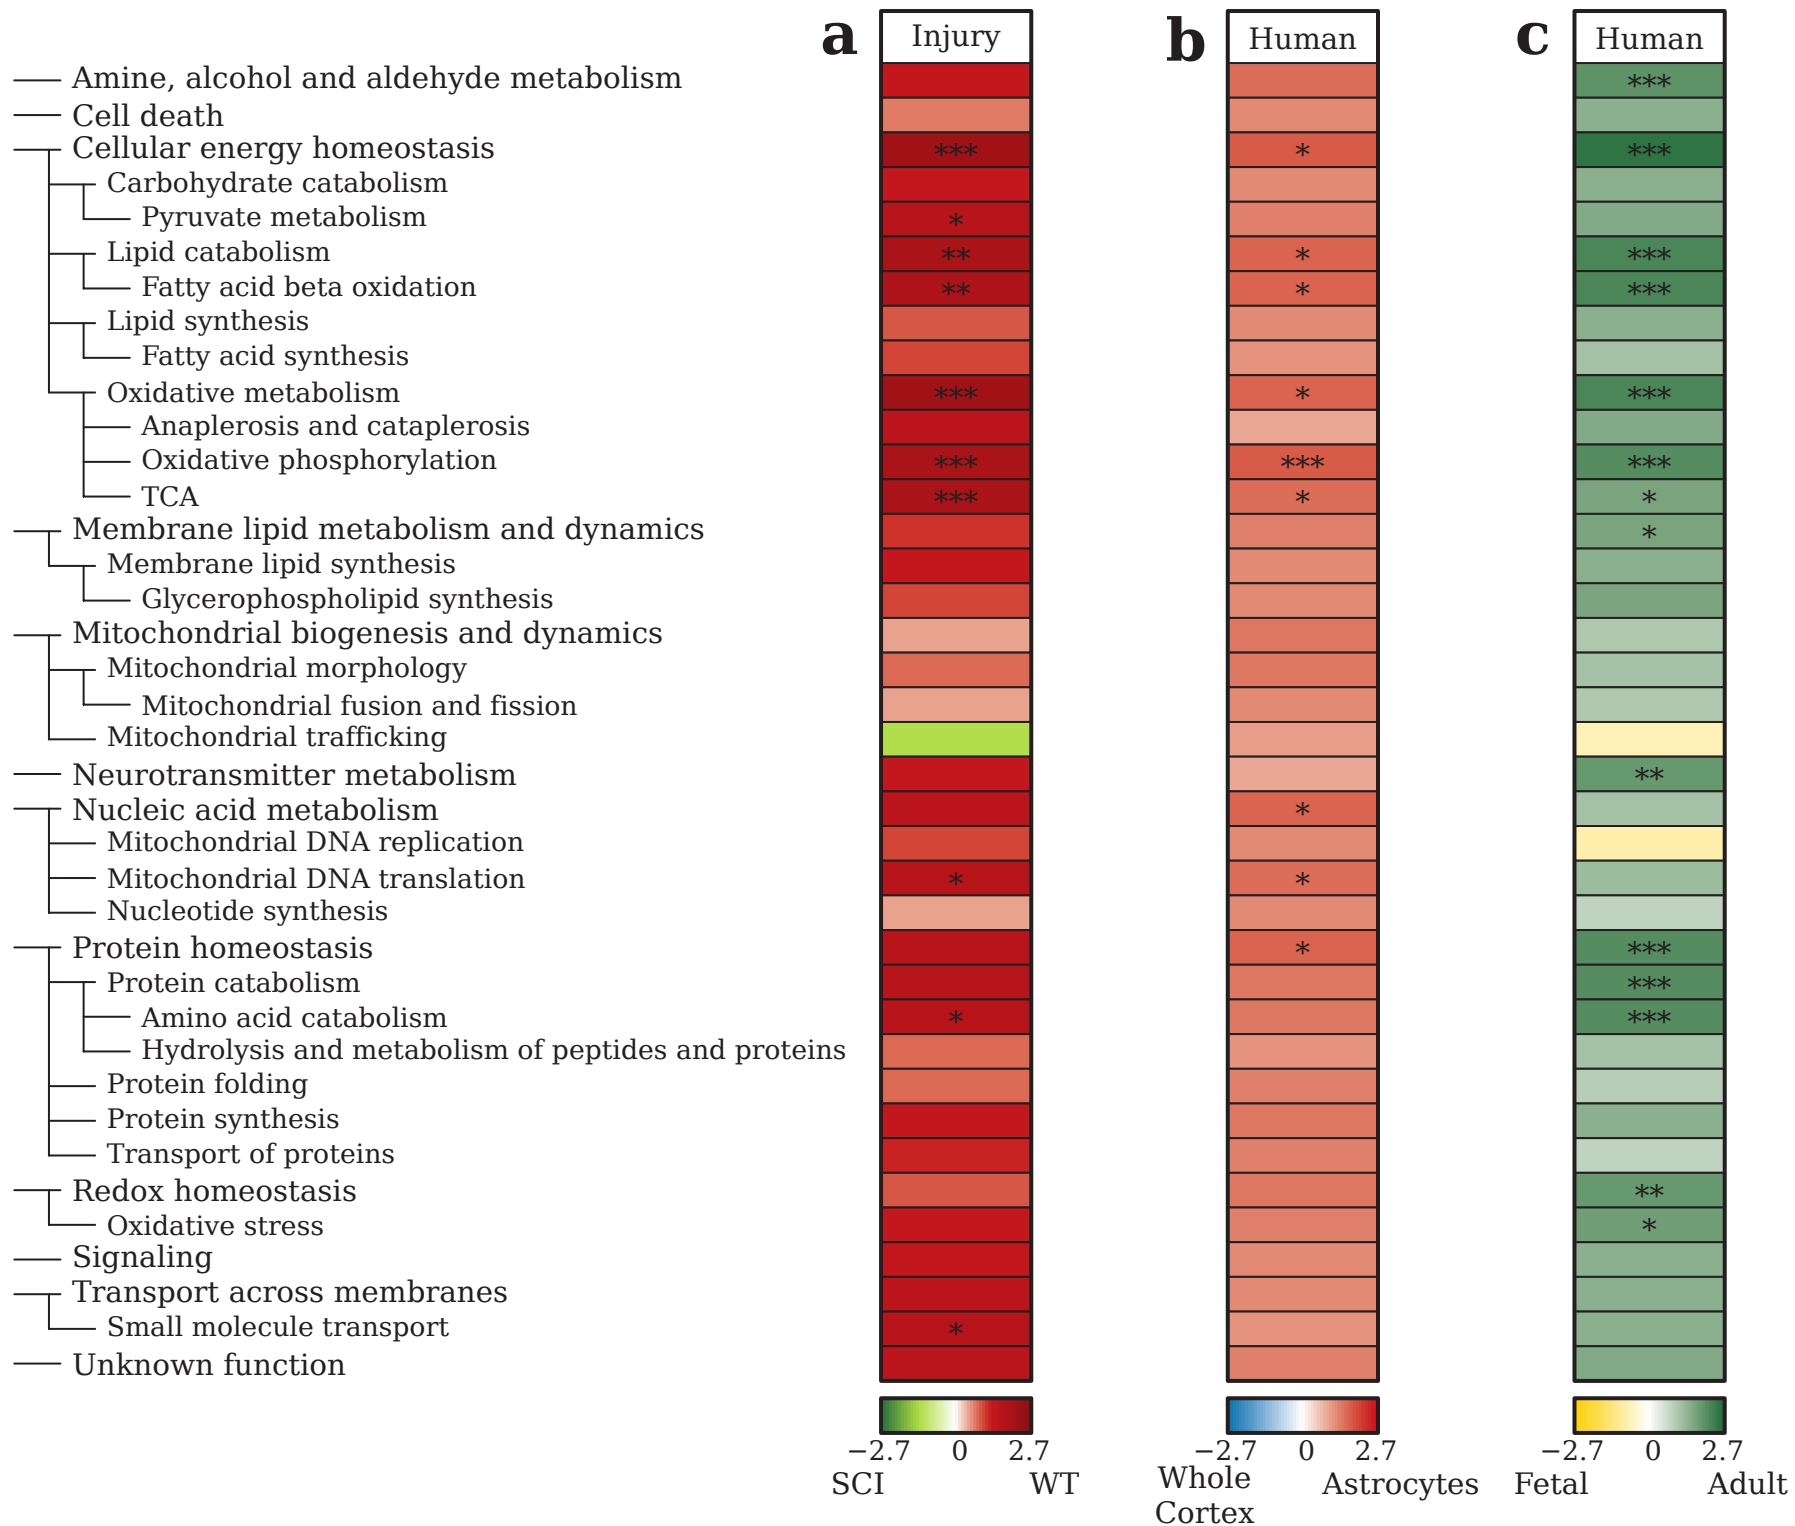 a Injury b Human c Human
Amine, alcohol and aldehyde metabolism ***
Cell death
Cellular energy homeostasis *** * ***
Carbohydrate catabolism
Pyruvate metabolism *
Lipid catabolism ** * ***
Fatty acid beta oxidation ** * ***
Lipid synthesis
Fatty acid synthesis
Oxidative metabolism *** * ***
Anaplerosis and cataplerosis
Oxidative phosphorylation *** *** ***
TCA *** * *
Membrane lipid metabolism and dynamics *
Membrane lipid synthesis
Glycerophospholipid synthesis
Mitochondrial biogenesis and dynamics
Mitochondrial morphology
Mitochondrial fusion and fission
Mitochondrial trafficking
Neurotransmitter metabolism **
Nucleic acid metabolism *
Mitochondrial DNA replication
Mitochondrial DNA translation * *
Nucleotide synthesis
Protein homeostasis * ***
Protein catabolism ***
Amino acid catabolism * ***
Hydrolysis and metabolism of peptides and proteins
Protein folding
Protein synthesis
Transport of proteins
Redox homeostasis **
Oxidative stress *
Signaling
Transport across membranes
Small molecule transport *
Unknown function
−2.7 0 2.7 −2.7 0 2.7 −2.7 0 2.7
SCI WT Whole Astrocytes Fetal Adult
Cortex